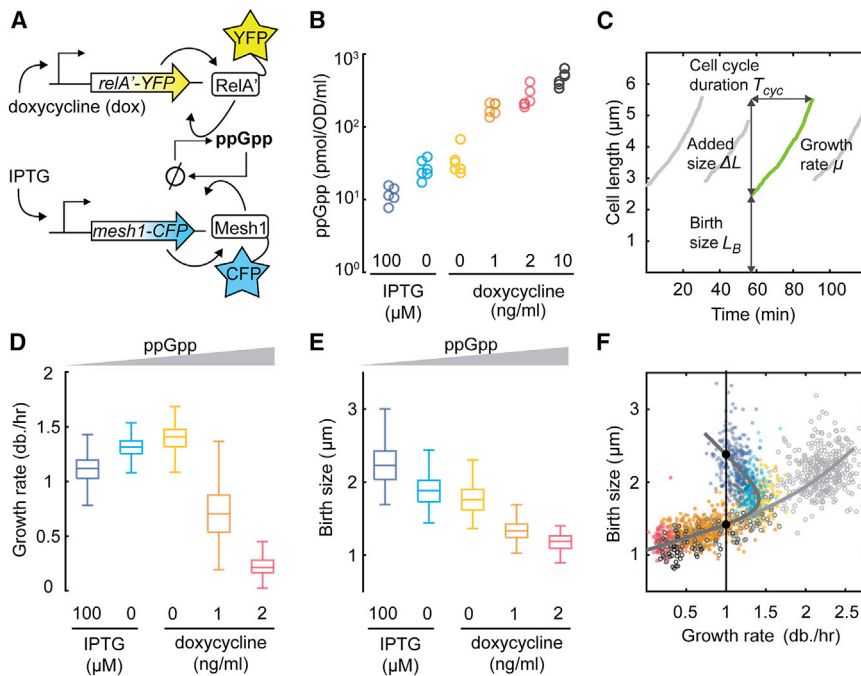 A
YFP
relA'-YFP
RelA'
doxycycline (dox)
ppGpp
IPTG
mesh1-CFP
Mesh1
CFP
B
ppGpp (pmol/OD/ml)
10³
10²
10¹
10⁰
100 0 0 1 2 10
IPTG doxycycline
(µM) (ng/ml)
C
Cell length (µm)
6
5
4
3
2
1
Cell cycle
duration Tcyc
Added
size ΔL
Growth
rate µ
Birth
size LB
20 60 100
Time (min)
D
ppGpp
Growth rate (db./hr)
2
1.5
1
0.5
0
100 0 0 1 2
IPTG doxycycline
(µM) (ng/ml)
E
ppGpp
Birth size (µm)
3
2
1
100 0 0 1 2
IPTG doxycycline
(µM) (ng/ml)
F
Birth size (µm)
3
2
1
0.5 1 1.5 2 2.5
Growth rate (db./hr)